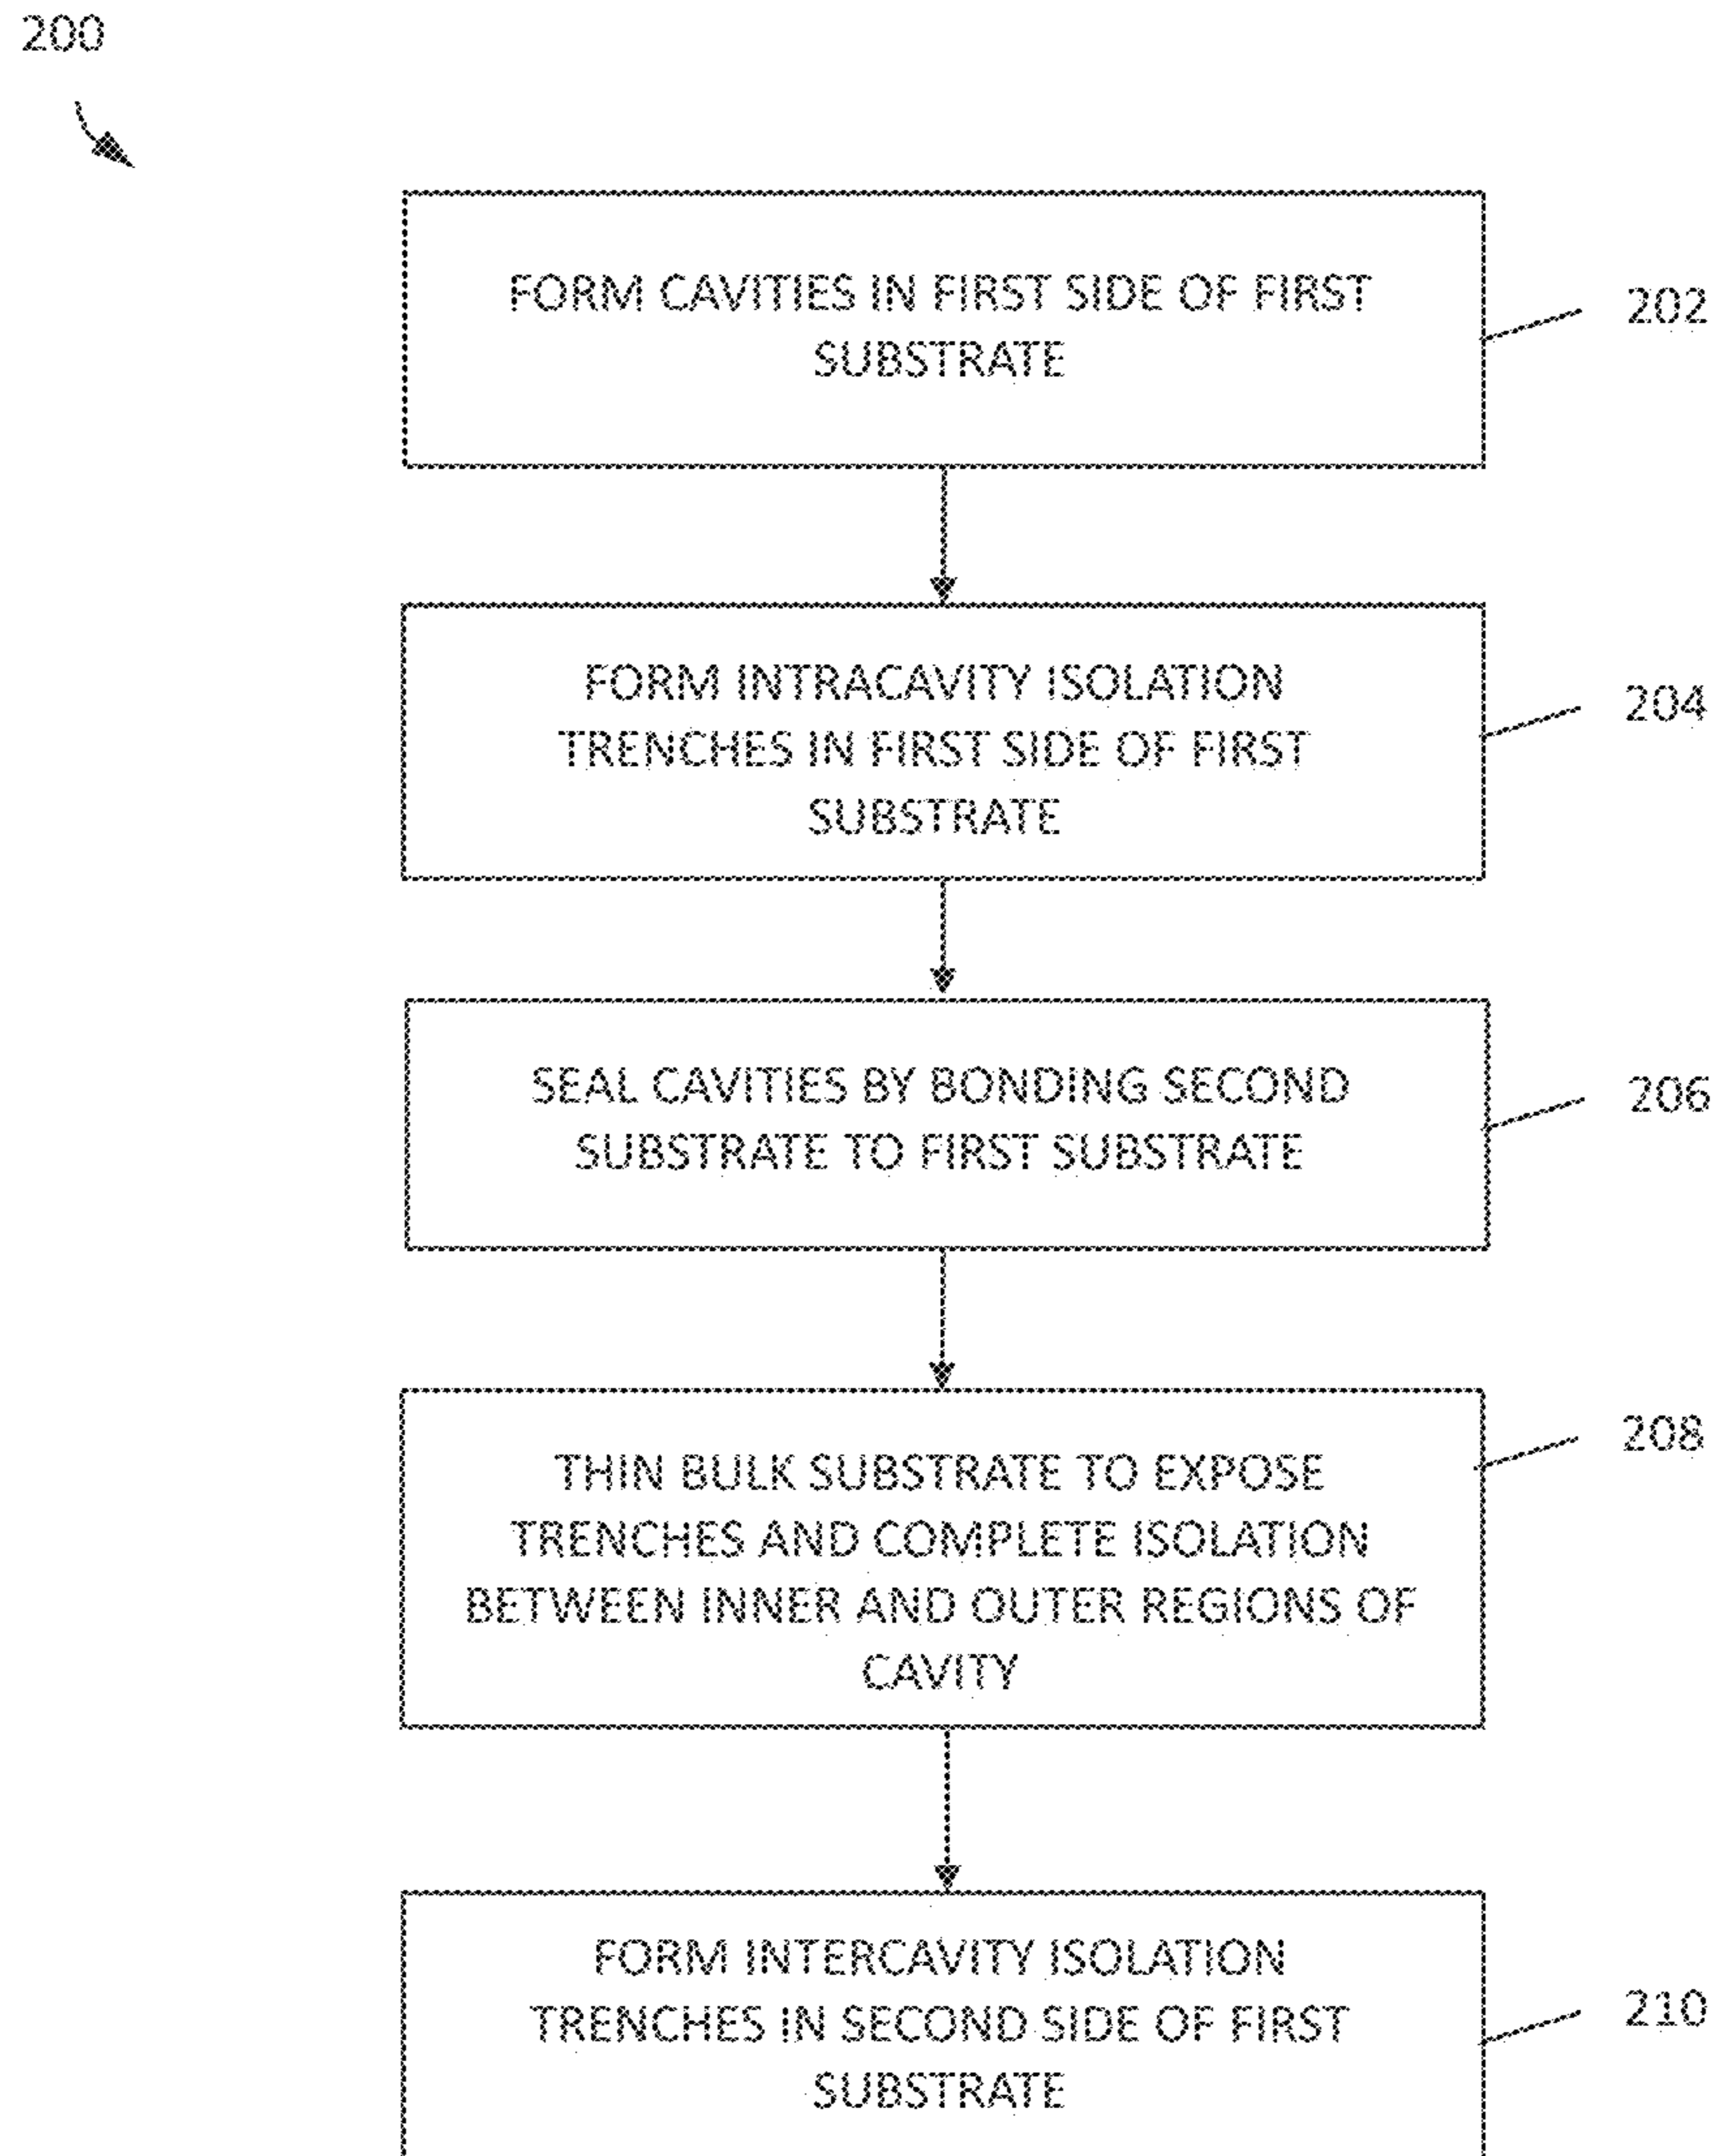 200
FORM CAVITIES IN FIRST SIDE OF FIRST
SUBSTRATE
202
FORM INTRACAVITY ISOLATION
TRENCHES IN FIRST SIDE OF FIRST
SUBSTRATE
204
SEAL CAVITIES BY BONDING SECOND
SUBSTRATE TO FIRST SUBSTRATE
206
THIN BULK SUBSTRATE TO EXPOSE
TRENCHES AND COMPLETE ISOLATION
BETWEEN INNER AND OUTER REGIONS OF
CAVITY
208
FORM INTERCAVITY ISOLATION
TRENCHES IN SECOND SIDE OF FIRST
SUBSTRATE
210